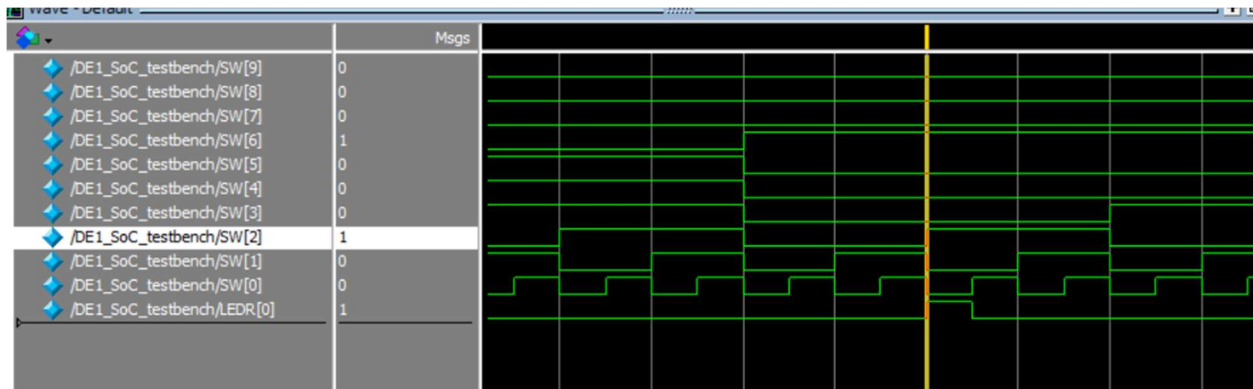 Wave - Default
Msgs
/DE1_SoC_testbench/SW[9] 0
/DE1_SoC_testbench/SW[8] 0
/DE1_SoC_testbench/SW[7] 0
/DE1_SoC_testbench/SW[6] 1
/DE1_SoC_testbench/SW[5] 0
/DE1_SoC_testbench/SW[4] 0
/DE1_SoC_testbench/SW[3] 0
/DE1_SoC_testbench/SW[2] 1
/DE1_SoC_testbench/SW[1] 0
/DE1_SoC_testbench/SW[0] 0
/DE1_SoC_testbench/LEDR[0] 1